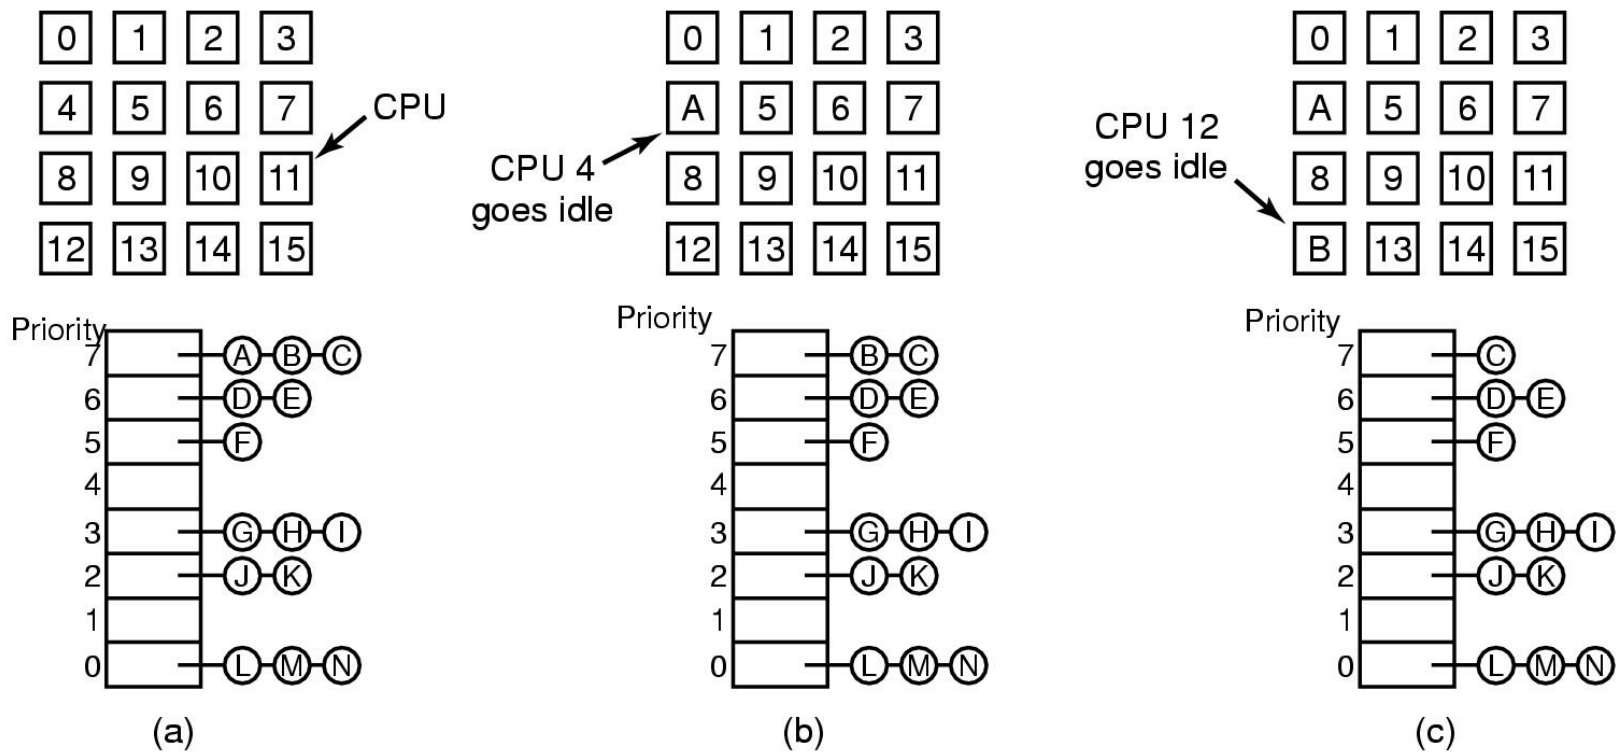 0 1 2 3
4 5 6 7
8 9 10 11
12 13 14 15
CPU
Priority
7 A B C
6 D E
5 F
4
3 G H I
2 J K
1
0 L M N
(a)
0 1 2 3
A 5 6 7
8 9 10 11
12 13 14 15
CPU 4
goes idle
Priority
7 B C
6 D E
5 F
4
3 G H I
2 J K
1
0 L M N
(b)
0 1 2 3
A 5 6 7
8 9 10 11
B 13 14 15
CPU 12
goes idle
Priority
7 C
6 D E
5 F
4
3 G H I
2 J K
1
0 L M N
(c)